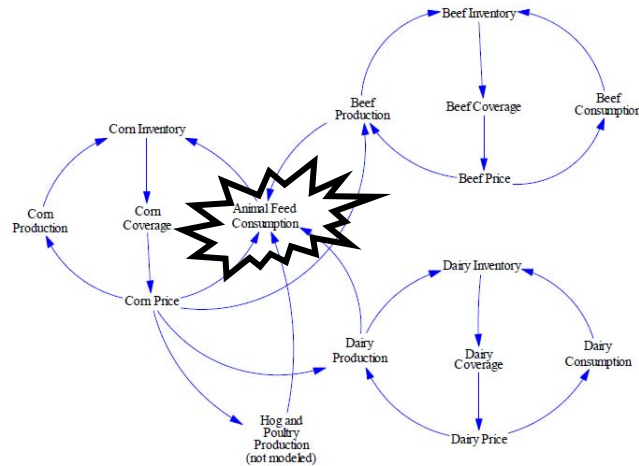 Beef Inventory
Beef
Production
Beef Coverage
Beef
Consumption
Corn Inventory
Beef Price
Corn
Production
Corn
Coverage
Animal Feed
Consumption
Dairy Inventory
Corn Price
Dairy
Production
Dairy
Coverage
Dairy
Consumption
Hog and
Poultry
Production
(not modeled)
Dairy Price